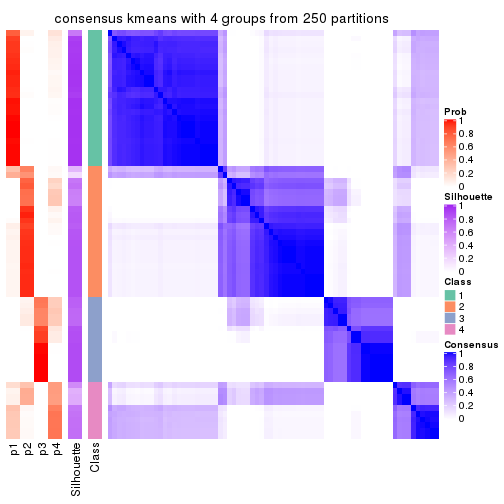 consensus kmeans with 4 groups from 250 partitions
Prob
1
0.8
0.6
0.4
0.2
0
Silhouette
1
0.8
0.6
0.4
0.2
0
Class
1
2
3
4
Consensus
1
0.8
0.6
0.4
0.2
0
p1
p2
p3
p4
Silhouette
Class